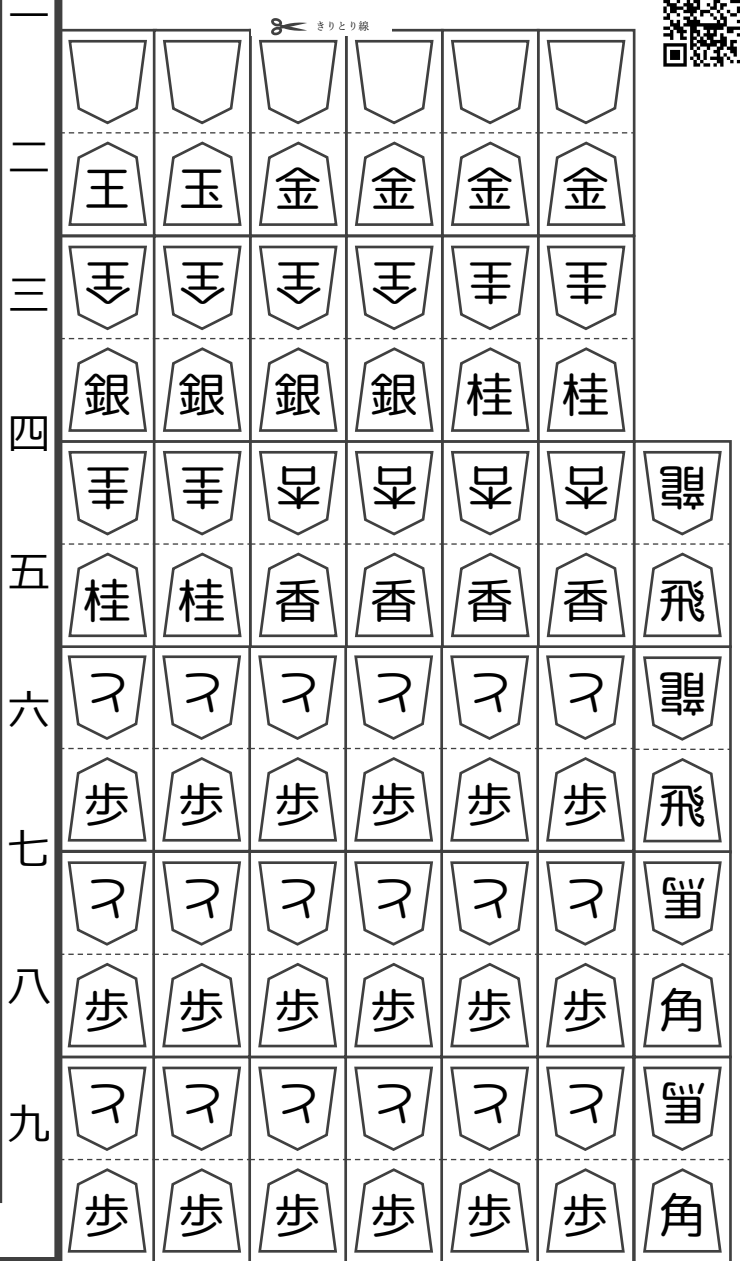 きりとり線
一
二
三
四
五
六
七
八
九
王 玉 金 金 金 金
全 全 全 全 圭 圭
銀 銀 銀 銀 桂 桂
圭 圭 杏 杏 杏 杏 龍
桂 桂 香 香 香 香 飛
と と と と と と 龍
歩 歩 歩 歩 歩 歩 飛
と と と と と と 馬
歩 歩 歩 歩 歩 歩 角
と と と と と と 馬
歩 歩 歩 歩 歩 歩 角